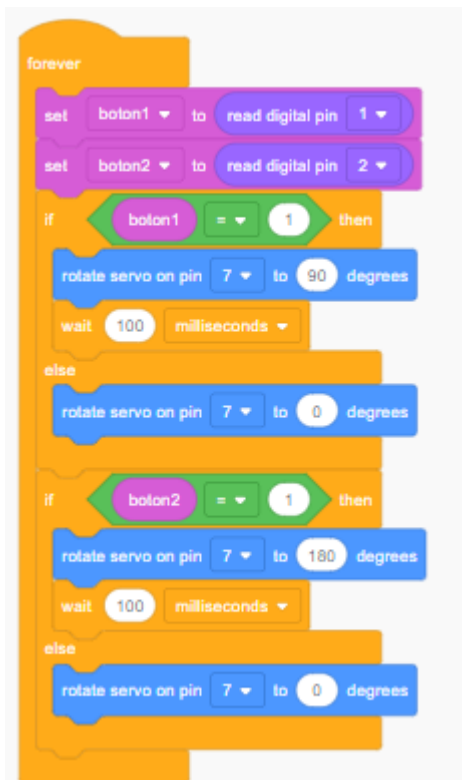 forever
set boton1 to read digital pin 1
set boton2 to read digital pin 2
if boton1 = 1 then
rotate servo on pin 7 to 90 degrees
wait 100 milliseconds
else
rotate servo on pin 7 to 0 degrees
if boton2 = 1 then
rotate servo on pin 7 to 180 degrees
wait 100 milliseconds
else
rotate servo on pin 7 to 0 degrees